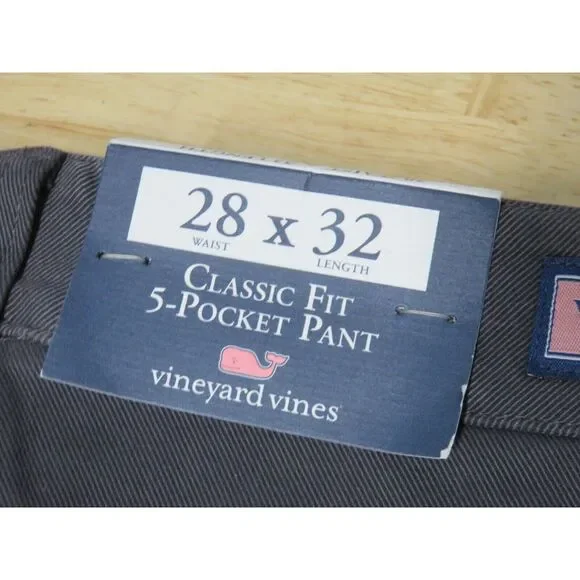 28 x 32
WAIST LENGTH
CLASSIC FIT
5-POCKET PANT
vineyard vines